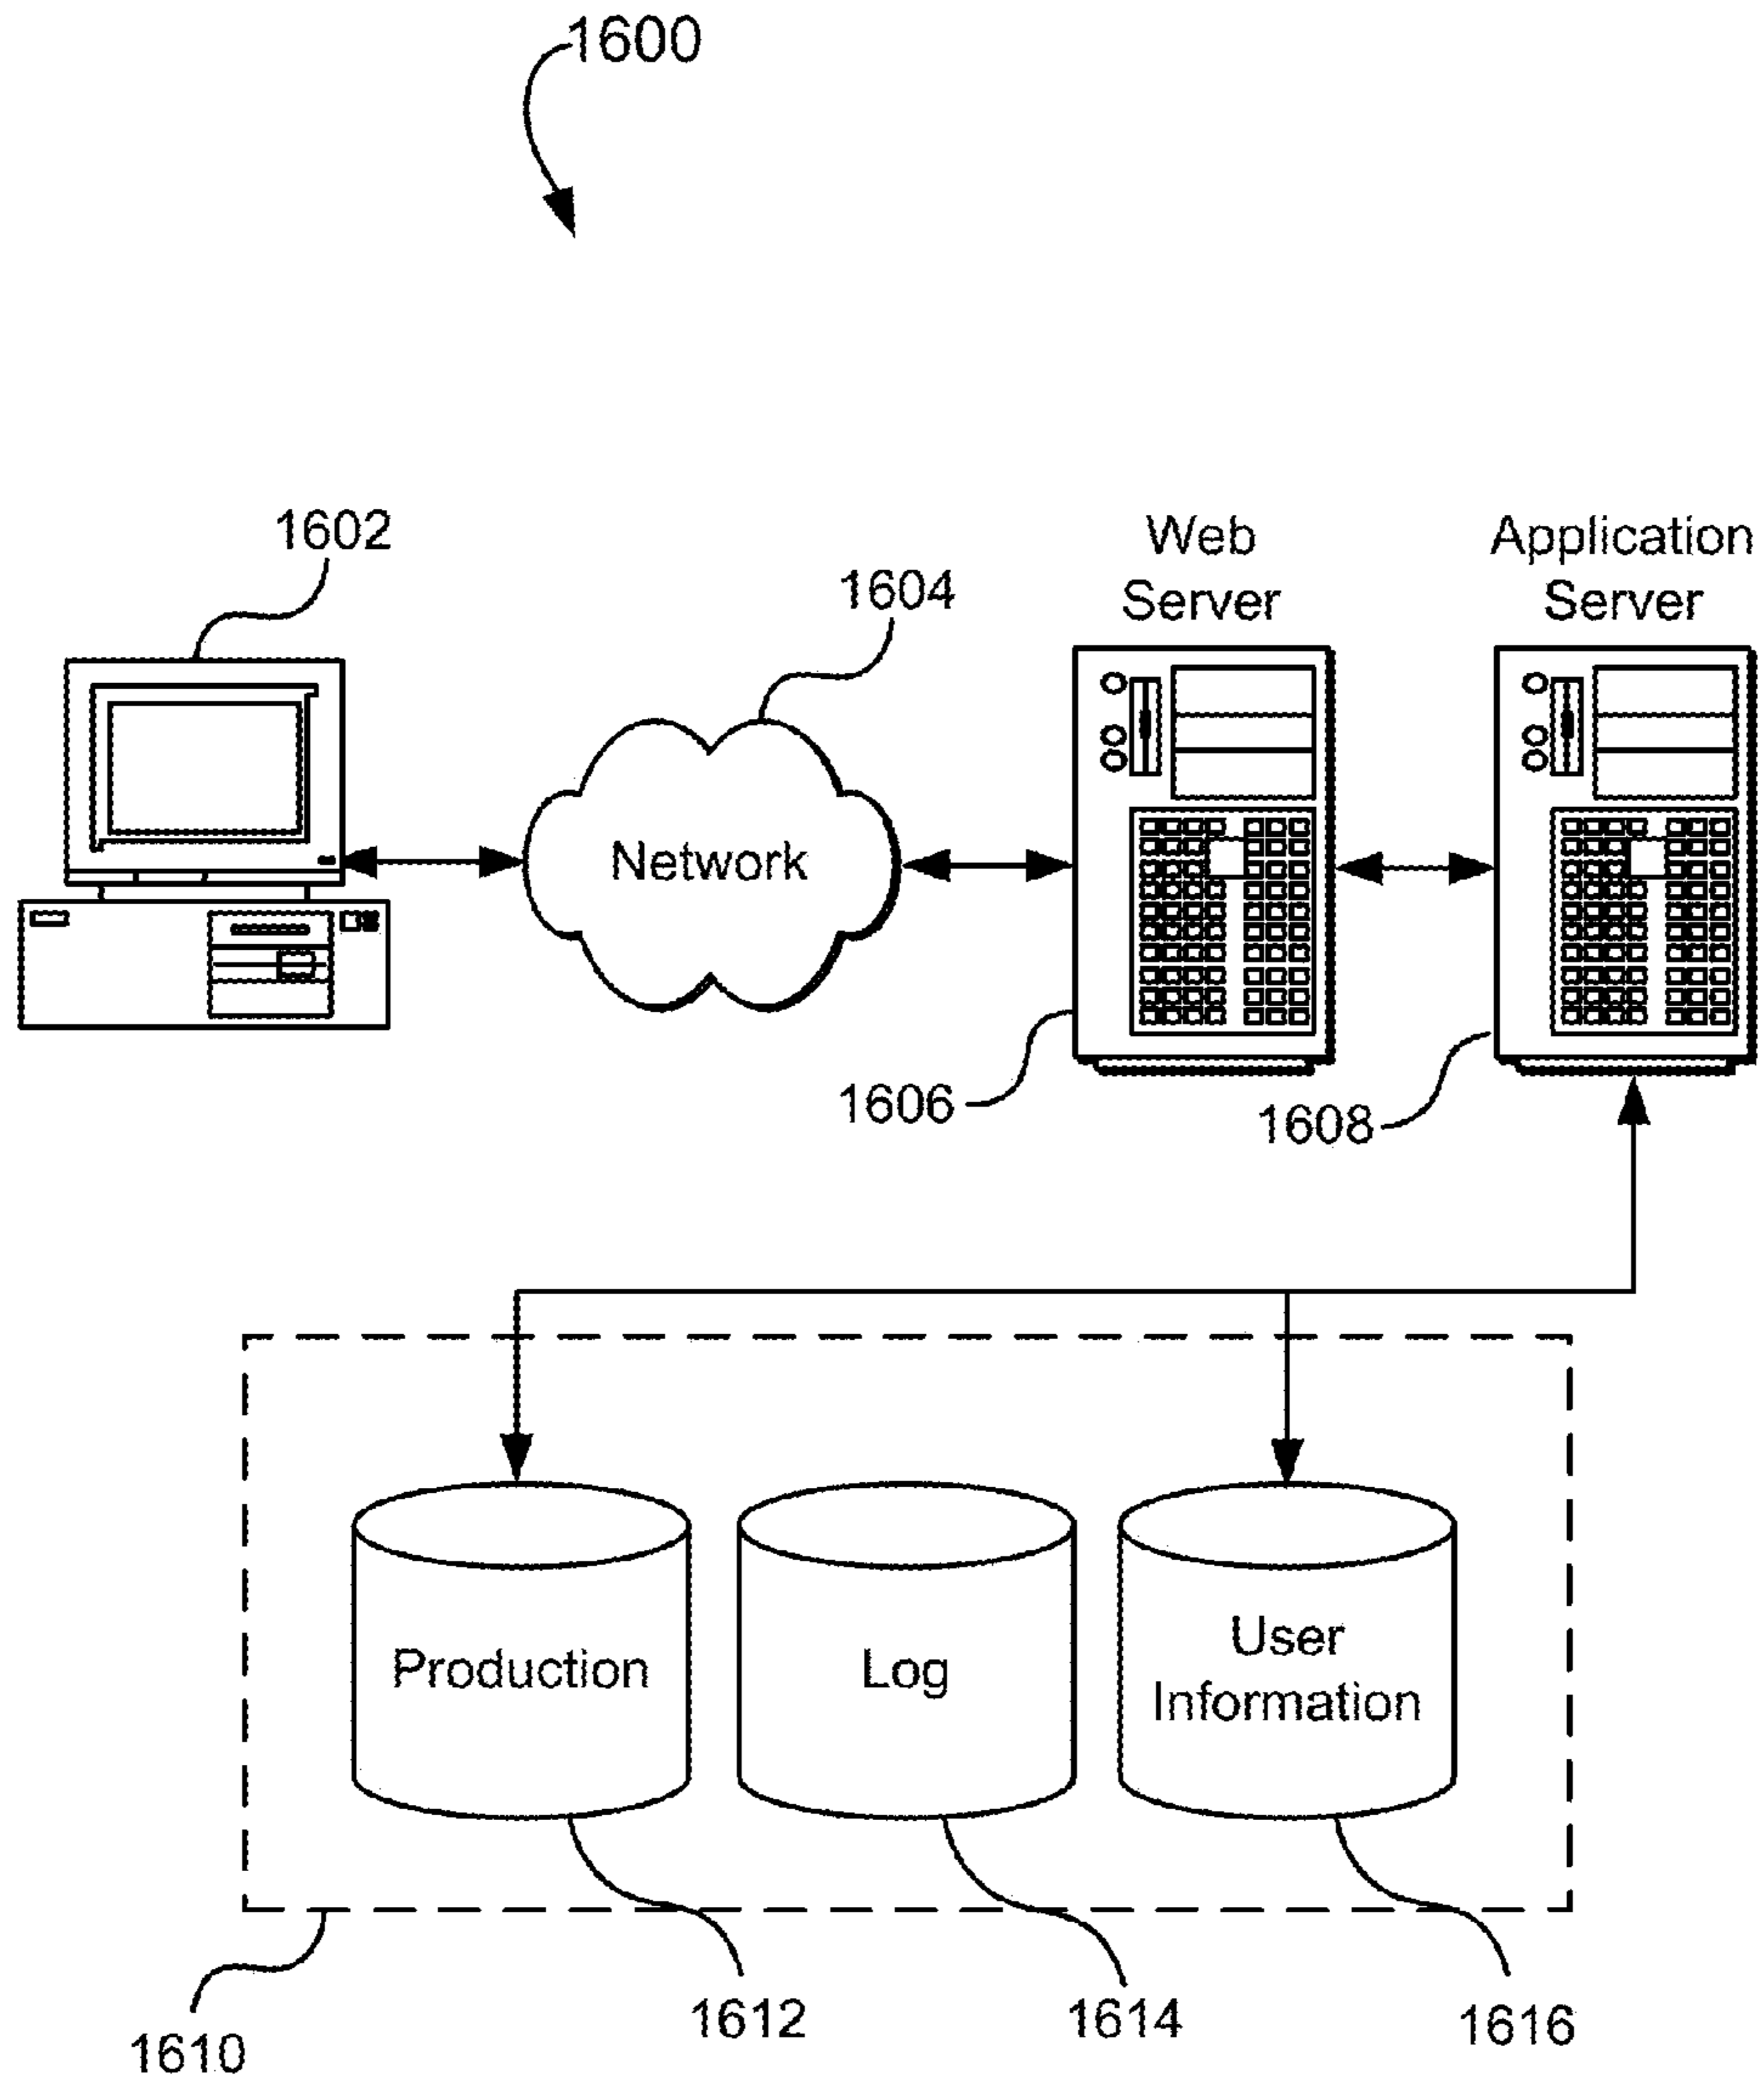 1600
1602
1604
Web
Server
Application
Server
Network
1606
1608
Production
Log
User
Information
1610
1612
1614
1616